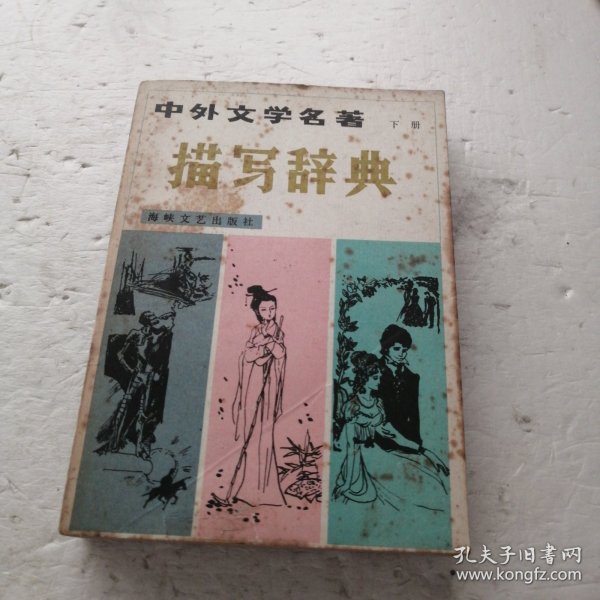 中外文学名著 下册
描写辞典
海峡文艺出版社
孔夫子旧书网
www.kongfz.com